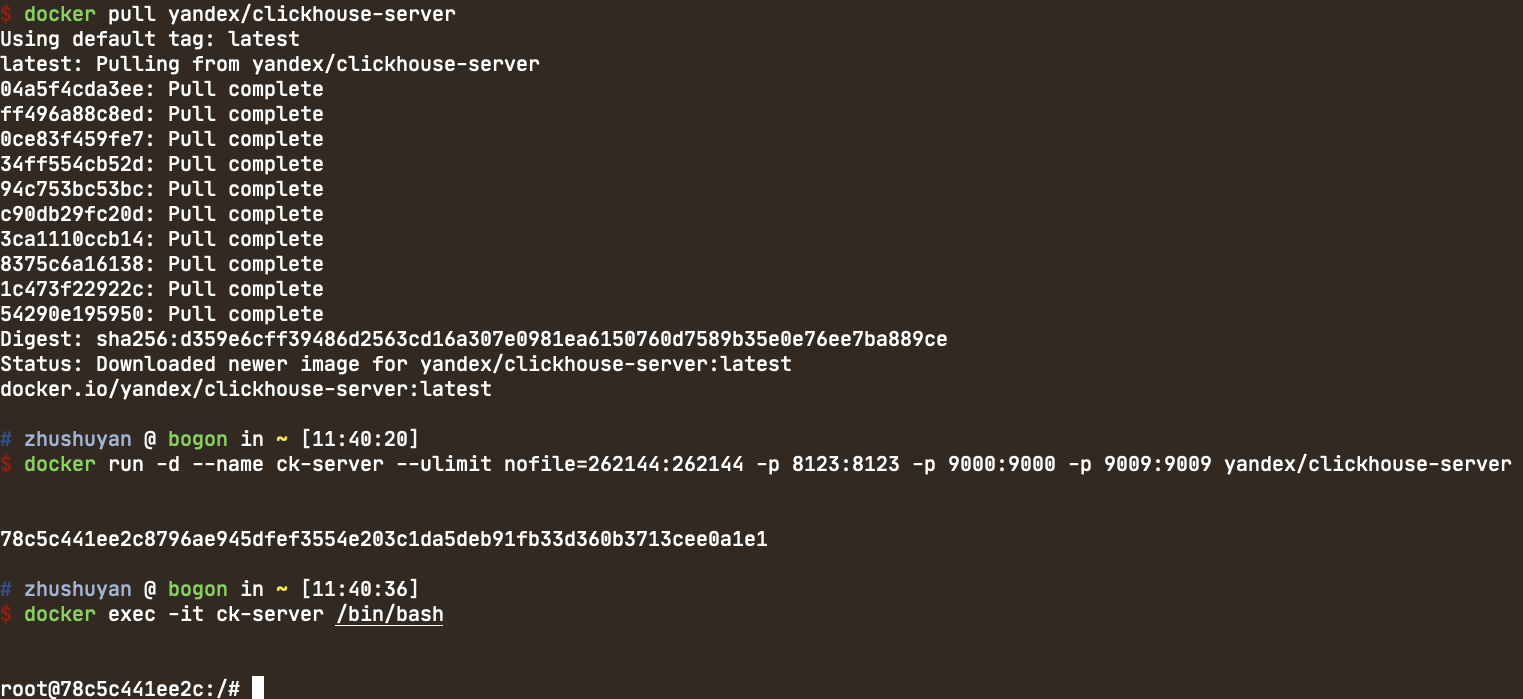 $ docker pull yandex/clickhouse-server
Using default tag: latest
latest: Pulling from yandex/clickhouse-server
04a5f4cda3ee: Pull complete
ff496a88c8ed: Pull complete
0ce83f459fe7: Pull complete
34ff554cb52d: Pull complete
94c753bc53bc: Pull complete
c90db29fc20d: Pull complete
3ca1110ccb14: Pull complete
8375c6a16138: Pull complete
1c473f22922c: Pull complete
54290e195950: Pull complete
Digest: sha256:d359e6cff39486d2563cd16a307e0981ea6150760d7589b35e0e76ee7ba889ce
Status: Downloaded newer image for yandex/clickhouse-server:latest
docker.io/yandex/clickhouse-server:latest
# zhushuyan @ bogon in ~ [11:40:20]
$ docker run -d --name ck-server --ulimit nofile=262144:262144 -p 8123:8123 -p 9000:9000 -p 9009:9009 yandex/clickhouse-server
78c5c441ee2c8796ae945dfef3554e203c1da5deb91fb33d360b3713cee0a1e1
# zhushuyan @ bogon in ~ [11:40:36]
$ docker exec -it ck-server /bin/bash
root@78c5c441ee2c:/#